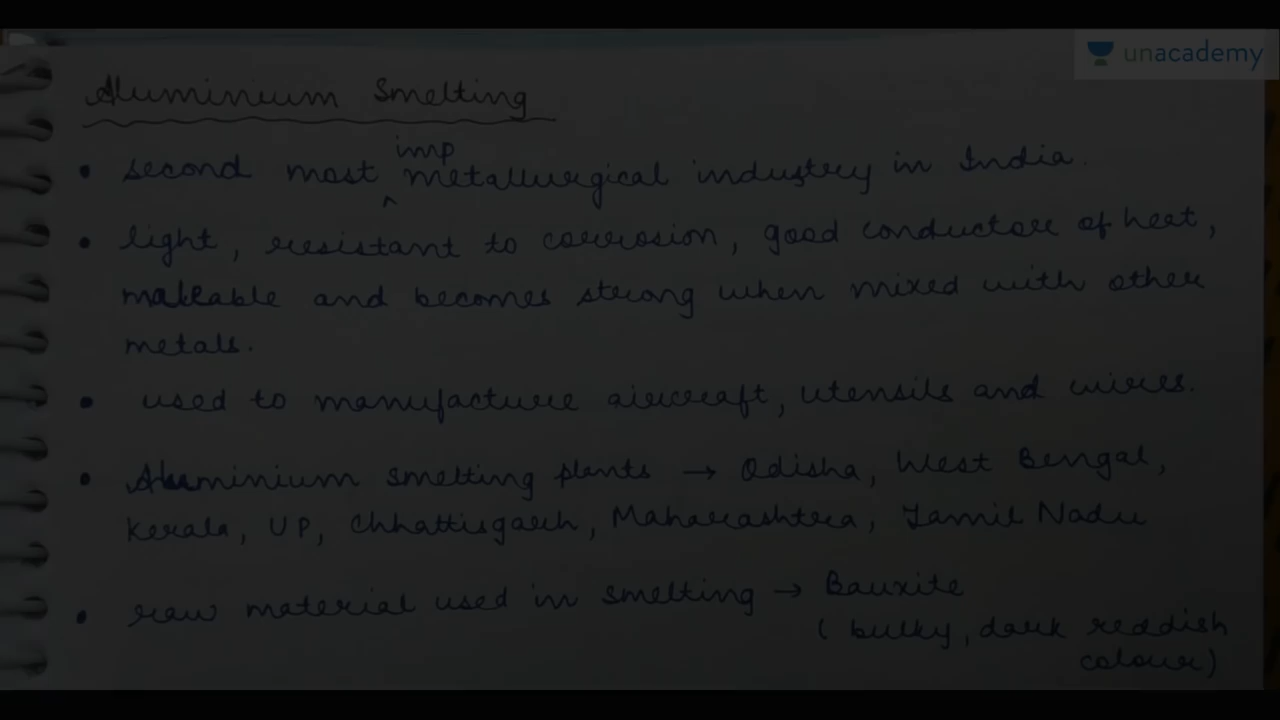 unacademy
Aluminium Smelting
imp
• second most ^ metallurgical industry in India.
• light, resistant to corrosion, good conductor of heat,
malleable and becomes strong when mixed with other
metals.
• used to manufacture aircraft, utensils and wires.
• Aluminium smelting plants → Odisha, West Bengal,
Kerala, UP, Chhattisgarh, Maharashtra, Tamil Nadu
• raw material used in smelting → Bauxite
( bulky, dark reddish
colour)